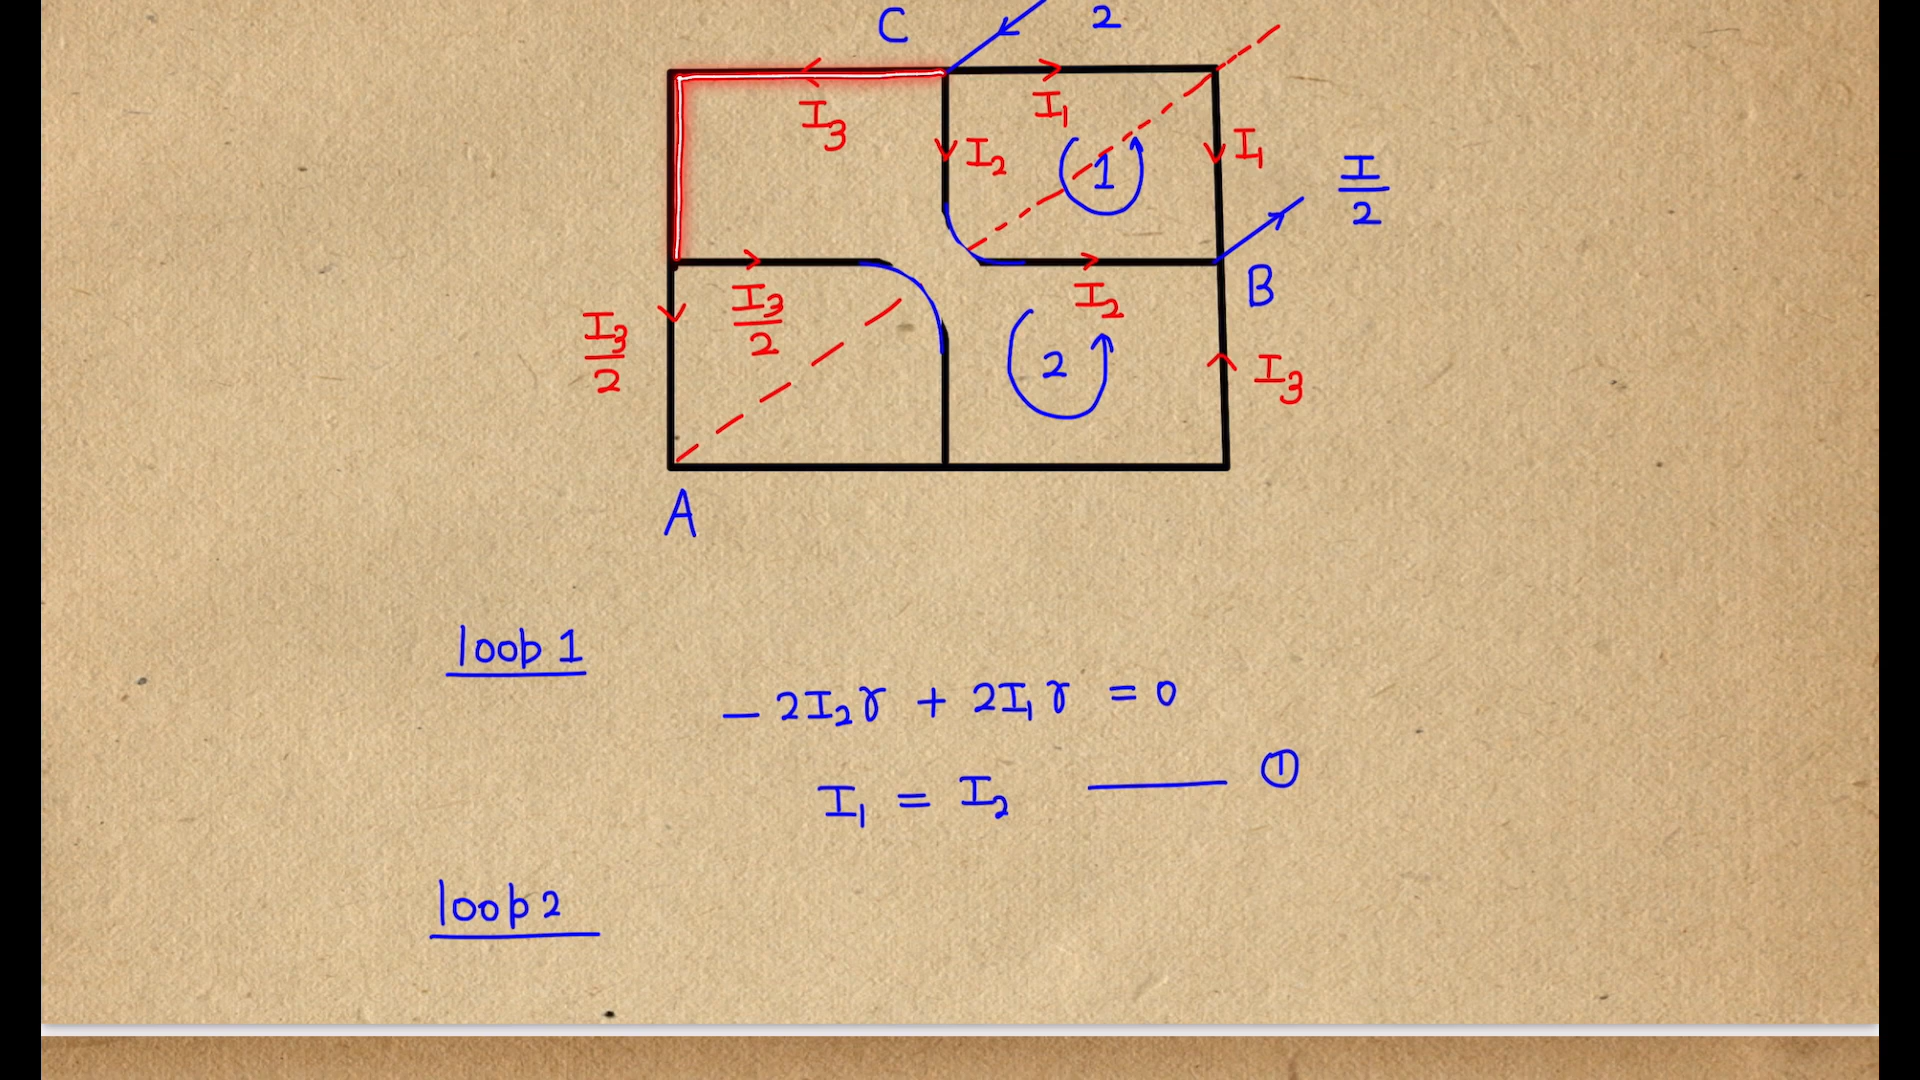 C
2
I₃
I₁
I₂
1
I₁
I/2
I₃/2
I₃/2
I₂
B
2
I₃
A
loop 1
− 2I₂r + 2I₁r = 0
I₁ = I₂ —— ①
loop 2